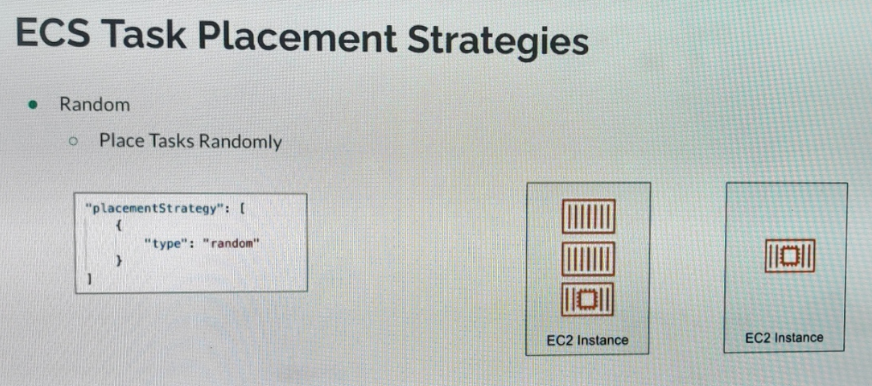 ECS Task Placement Strategies
Random
Place Tasks Randomly
"placementStrategy": [
{
"type": "random"
}
]
EC2 Instance
EC2 Instance